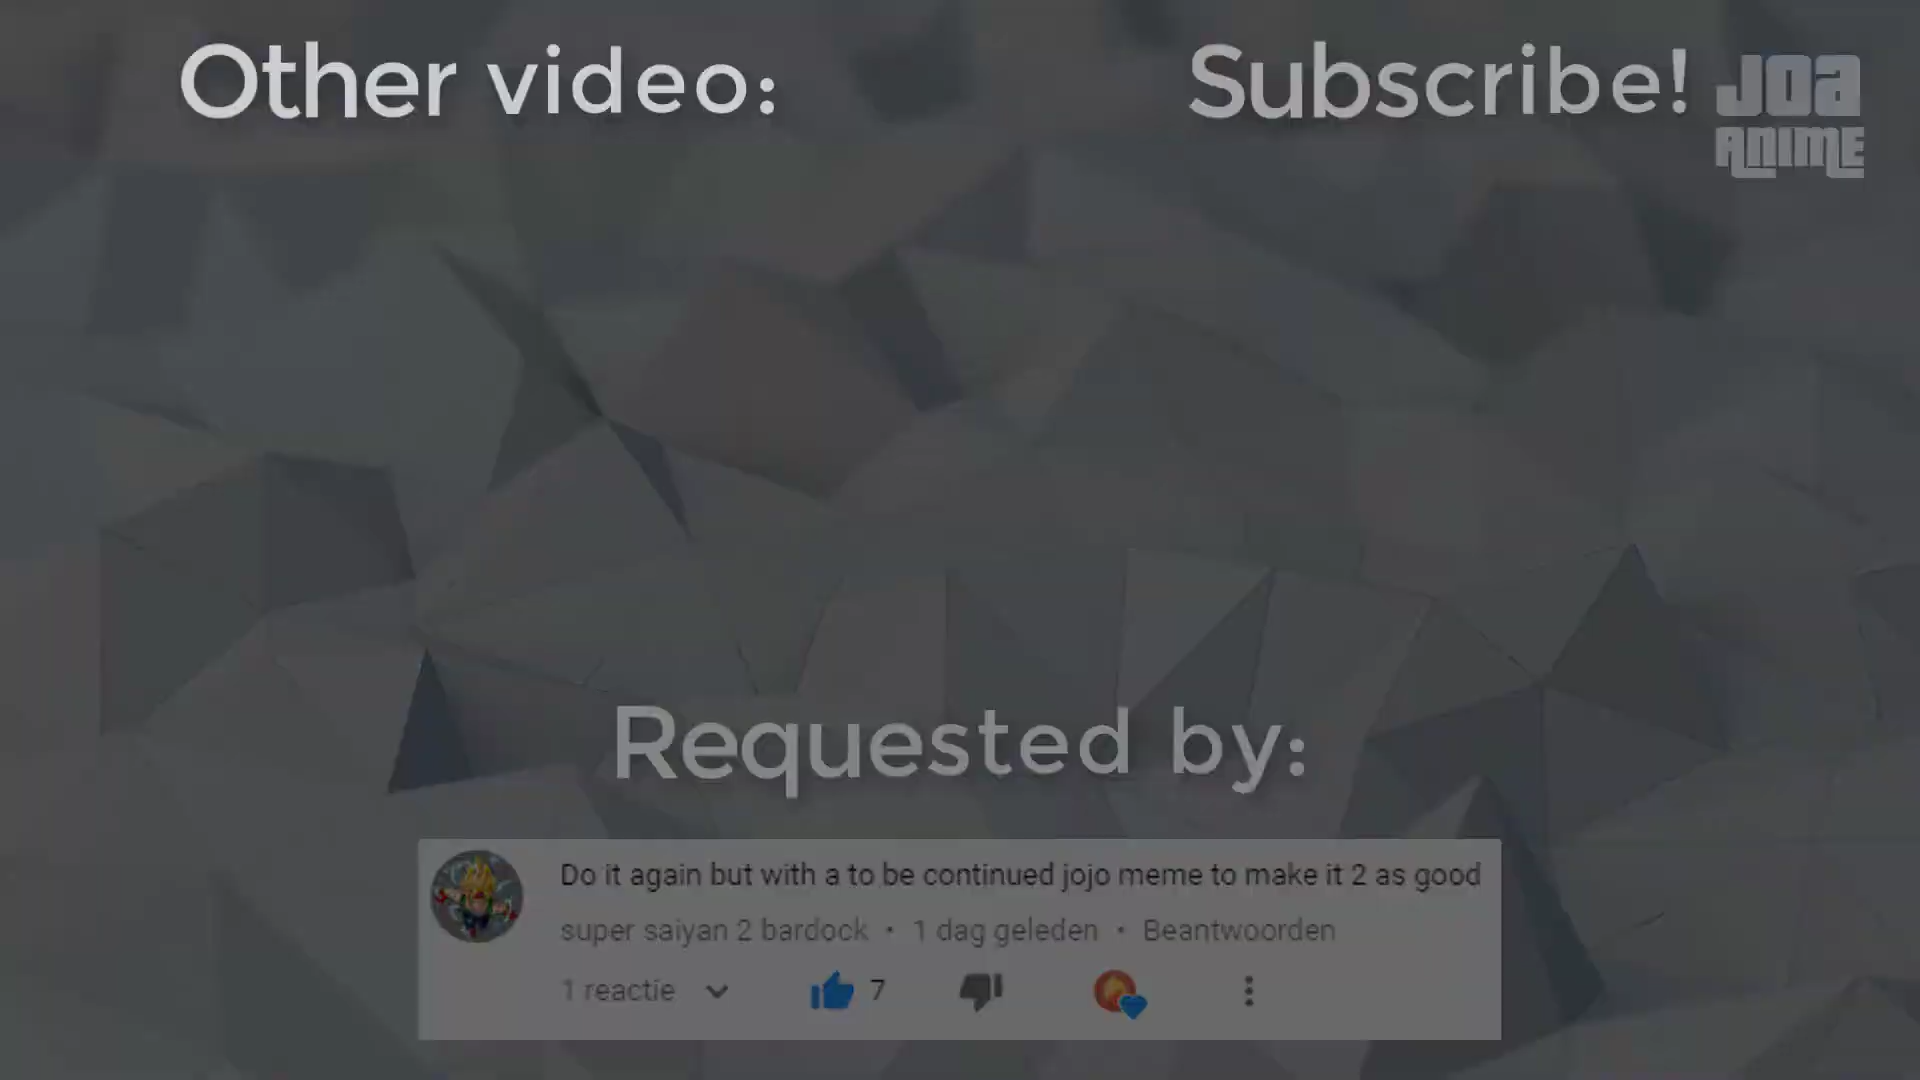 Other video:
Subscribe!
JOA
ANIME
Requested by:
Do it again but with a to be continued jojo meme to make it 2 as good
super saiyan 2 bardock • 1 dag geleden • Beantwoorden
1 reactie 7